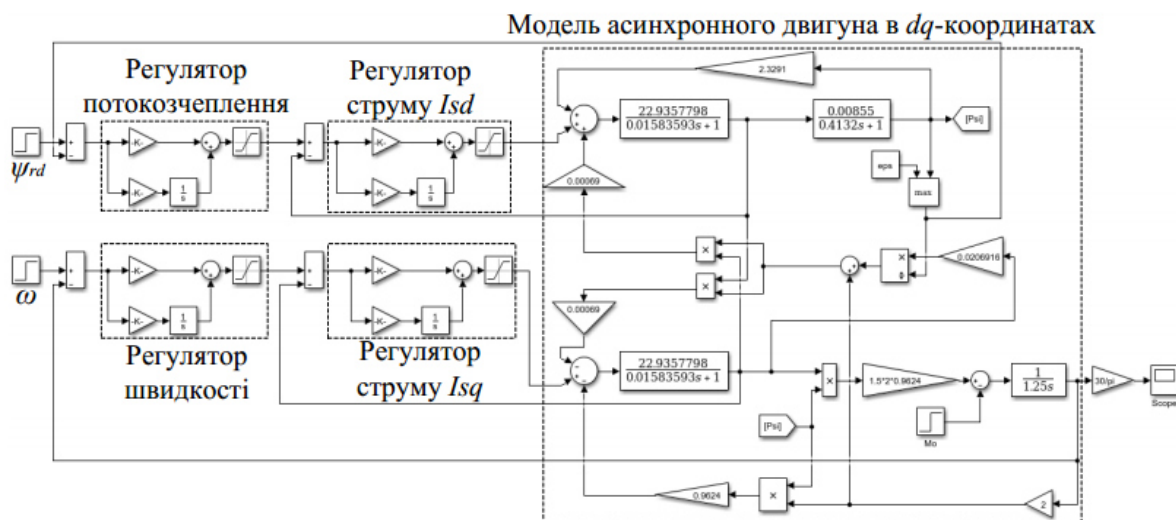 Модель асинхронного двигуна в dq-координатах
Регулятор
потокозчеплення
Регулятор
струму Isd
2.3291
22.9357798
0.01583593s+1
0.00855
0.4132s+1
[Psi]
ψrd
+
−
-K-
-K-
1
s
+
+
+
−
-K-
-K-
1
s
+
+
+
+
+
0.00069
eps
max
×
×
+
+
×
÷
0.0206916
ω
+
−
-K-
-K-
1
s
+
+
+
−
-K-
-K-
1
s
+
+
0.00069
Регулятор
швидкості
Регулятор
струму Isq
−
+
−
22.9357798
0.01583593s+1
×
1.5*2*0.9624
+
−
1
1.25s
30/pi
Scope
[Psi]
Mo
0.9624
×
2